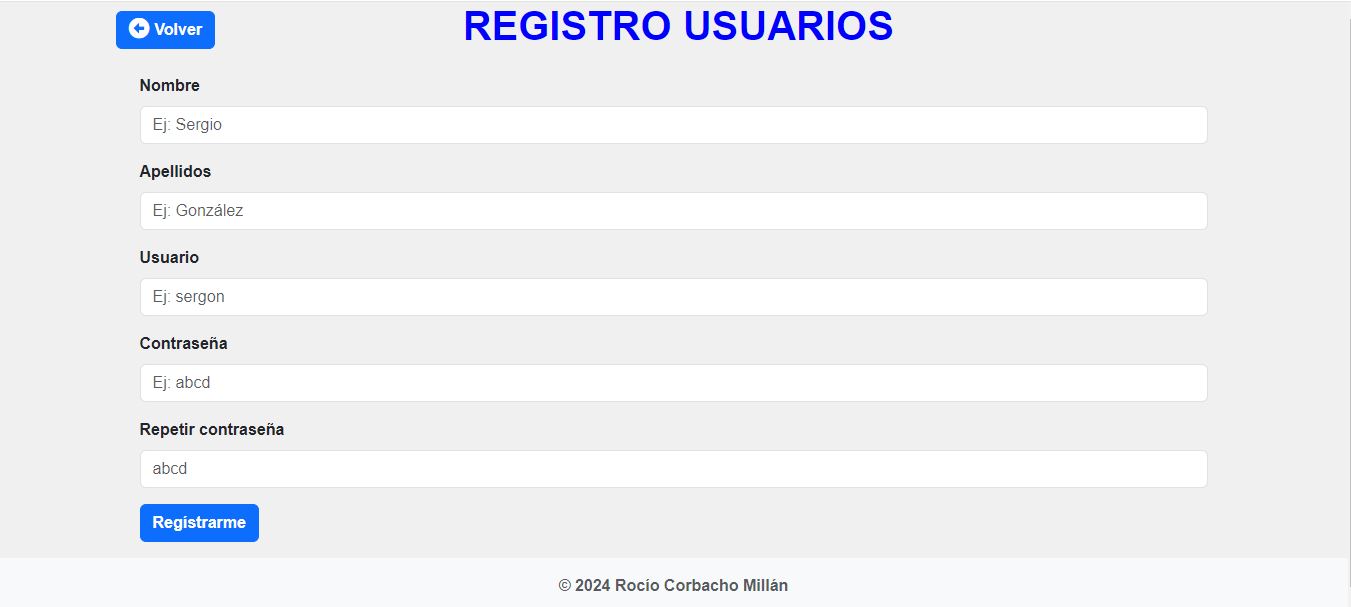 Volver
REGISTRO USUARIOS
Nombre
Ej: Sergio
Apellidos
Ej: González
Usuario
Ej: sergon
Contraseña
Ej: abcd
Repetir contraseña
abcd
Regístrarme
© 2024 Rocío Corbacho Millán